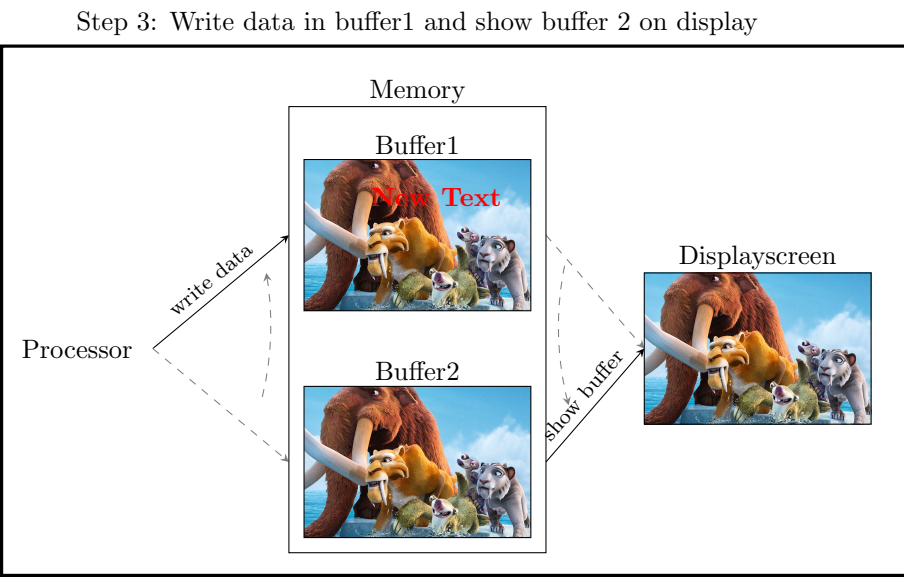 Step 3: Write data in buffer1 and show buffer 2 on display
Memory
Buffer1
New Text
Displayscreen
write data
Processor
Buffer2
show buffer